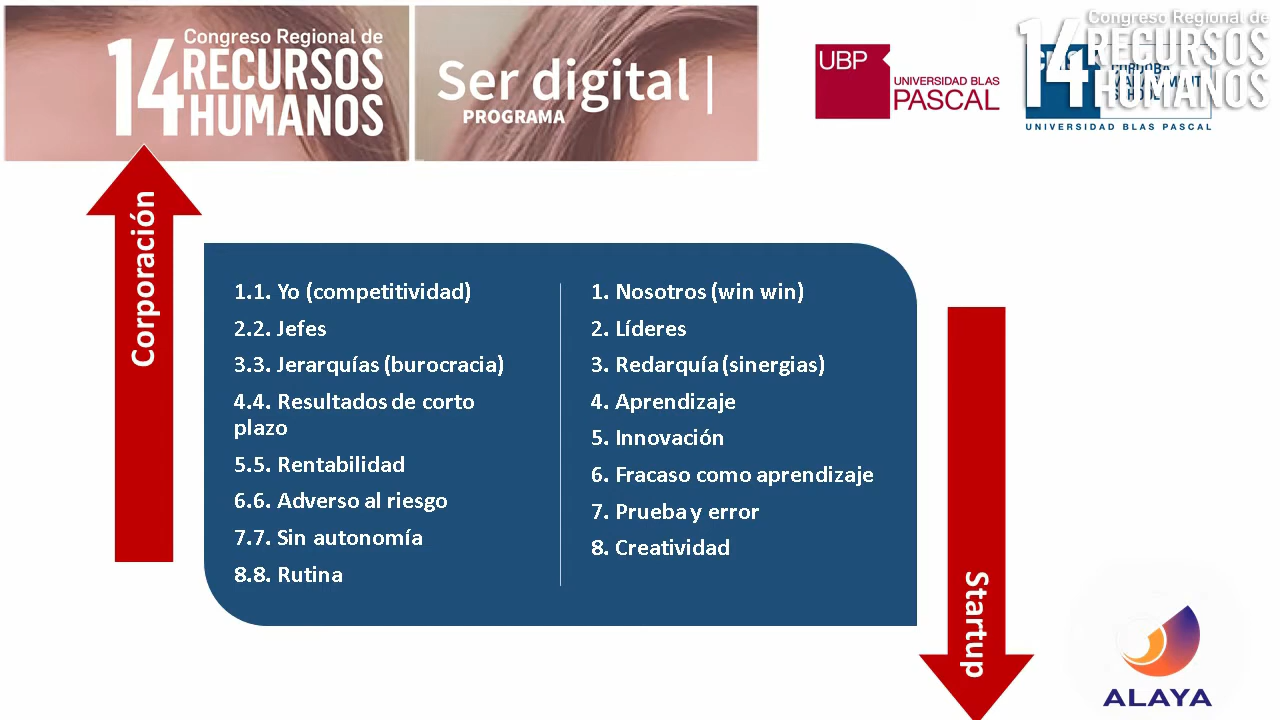 Congreso Regional de
14 RECURSOS
HUMANOS
Ser digital |
PROGRAMA
UBP
UNIVERSIDAD BLAS
PASCAL
Congreso Regional de
14 RECURSOS
HUMANOS
UNIVERSIDAD BLAS PASCAL
Corporación
1.1. Yo (competitividad)
2.2. Jefes
3.3. Jerarquías (burocracia)
4.4. Resultados de corto
plazo
5.5. Rentabilidad
6.6. Adverso al riesgo
7.7. Sin autonomía
8.8. Rutina
1. Nosotros (win win)
2. Líderes
3. Redarquía (sinergias)
4. Aprendizaje
5. Innovación
6. Fracaso como aprendizaje
7. Prueba y error
8. Creatividad
Startup
ALAYA